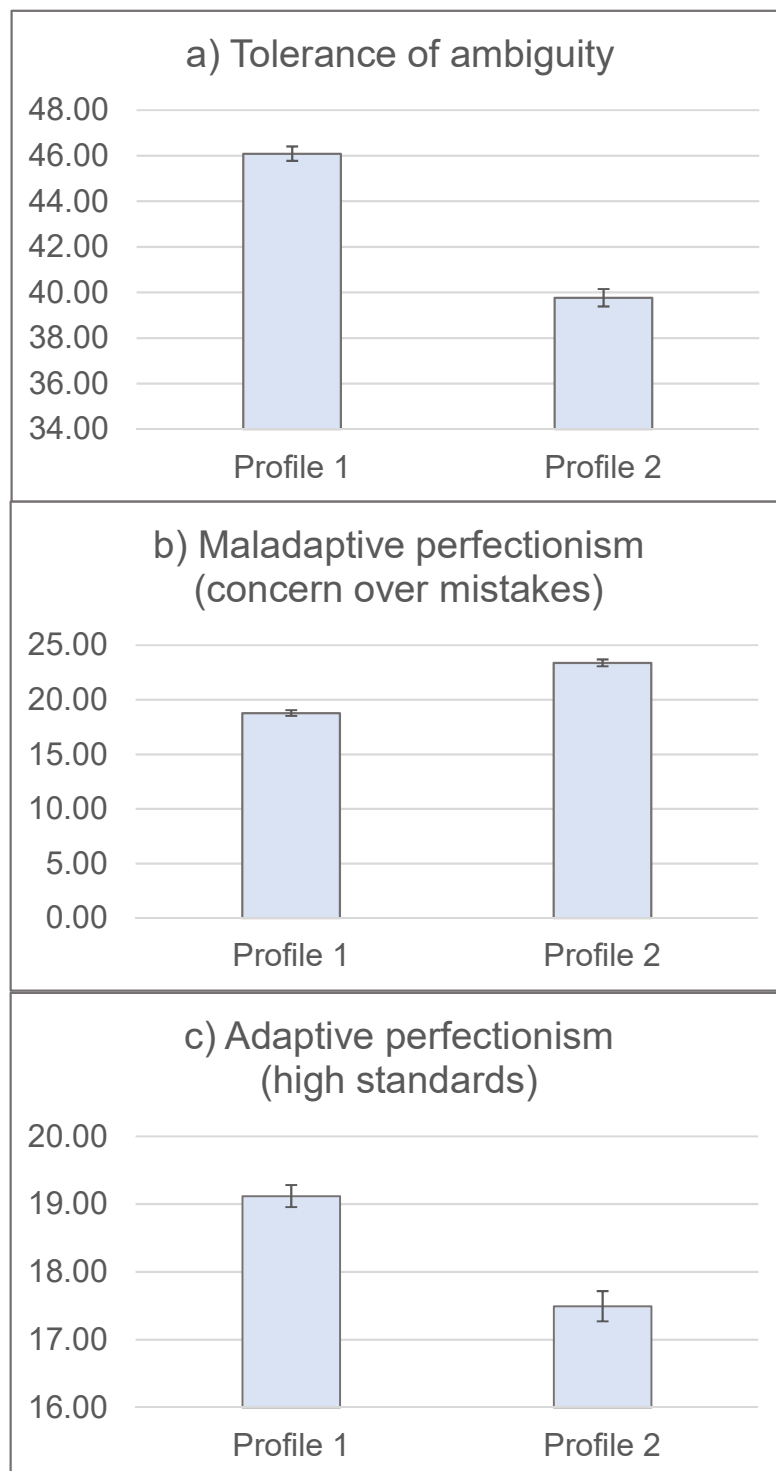 a) Tolerance of ambiguity
48.00
46.00
44.00
42.00
40.00
38.00
36.00
34.00
Profile 1 Profile 2
b) Maladaptive perfectionism
(concern over mistakes)
25.00
20.00
15.00
10.00
5.00
0.00
Profile 1 Profile 2
c) Adaptive perfectionism
(high standards)
20.00
19.00
18.00
17.00
16.00
Profile 1 Profile 2